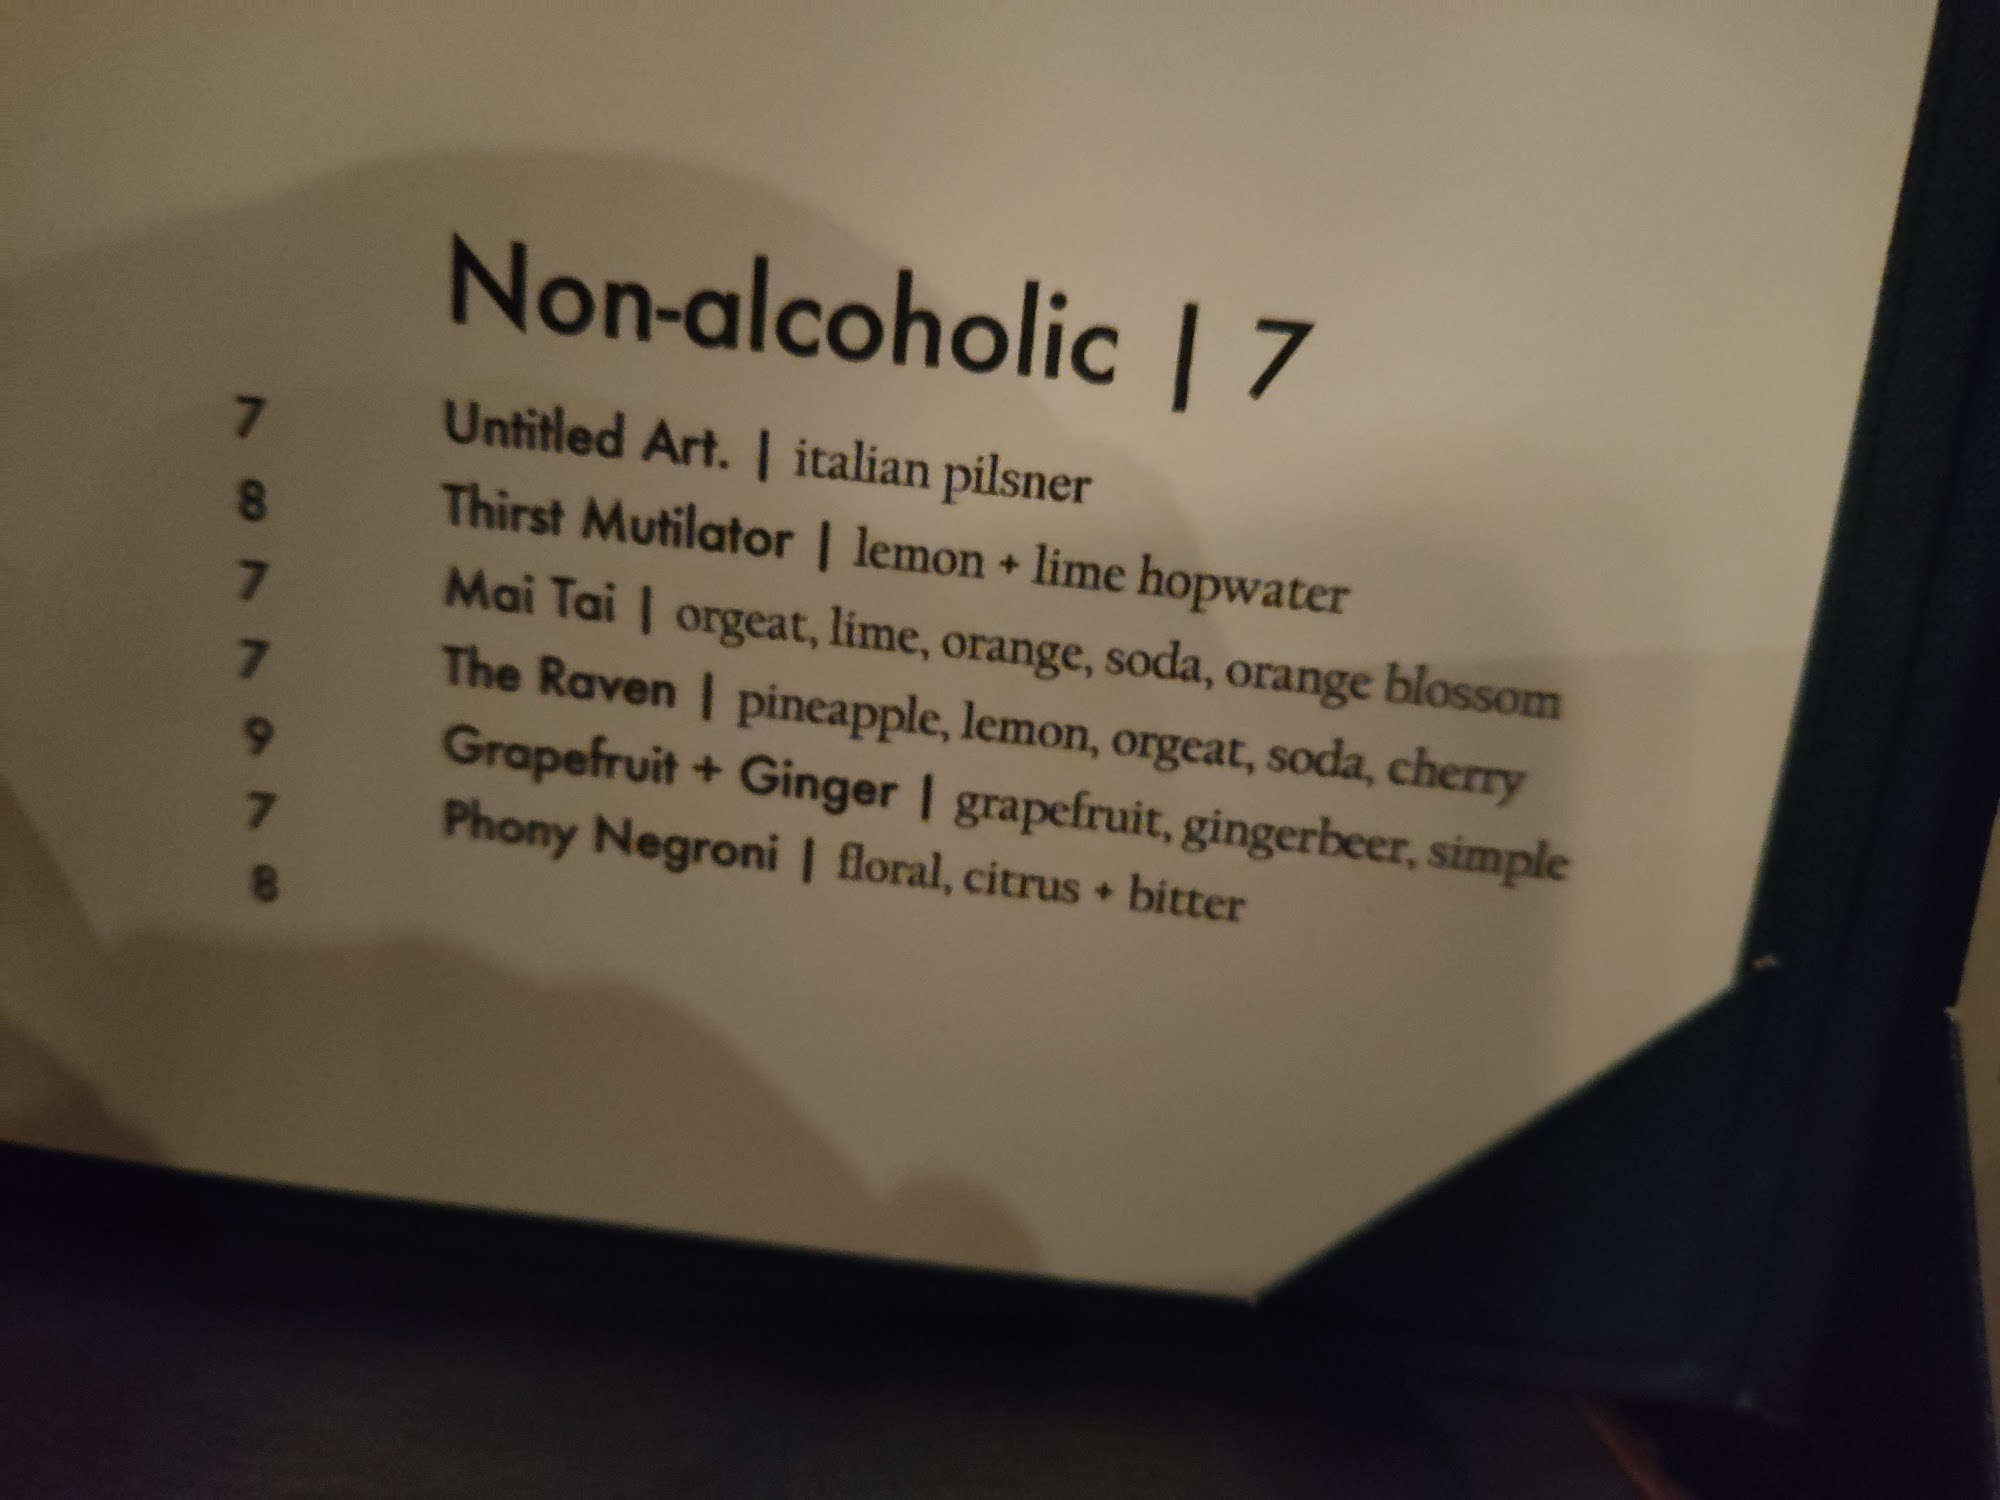 Non-alcoholic | 7
7
Untitled Art. | italian pilsner
8
Thirst Mutilator | lemon + lime hopwater
7
Mai Tai | orgeat, lime, orange, soda, orange blossom
7
The Raven | pineapple, lemon, orgeat, soda, cherry
9
Grapefruit + Ginger | grapefruit, gingerbeer, simple
7
Phony Negroni | floral, citrus + bitter
8